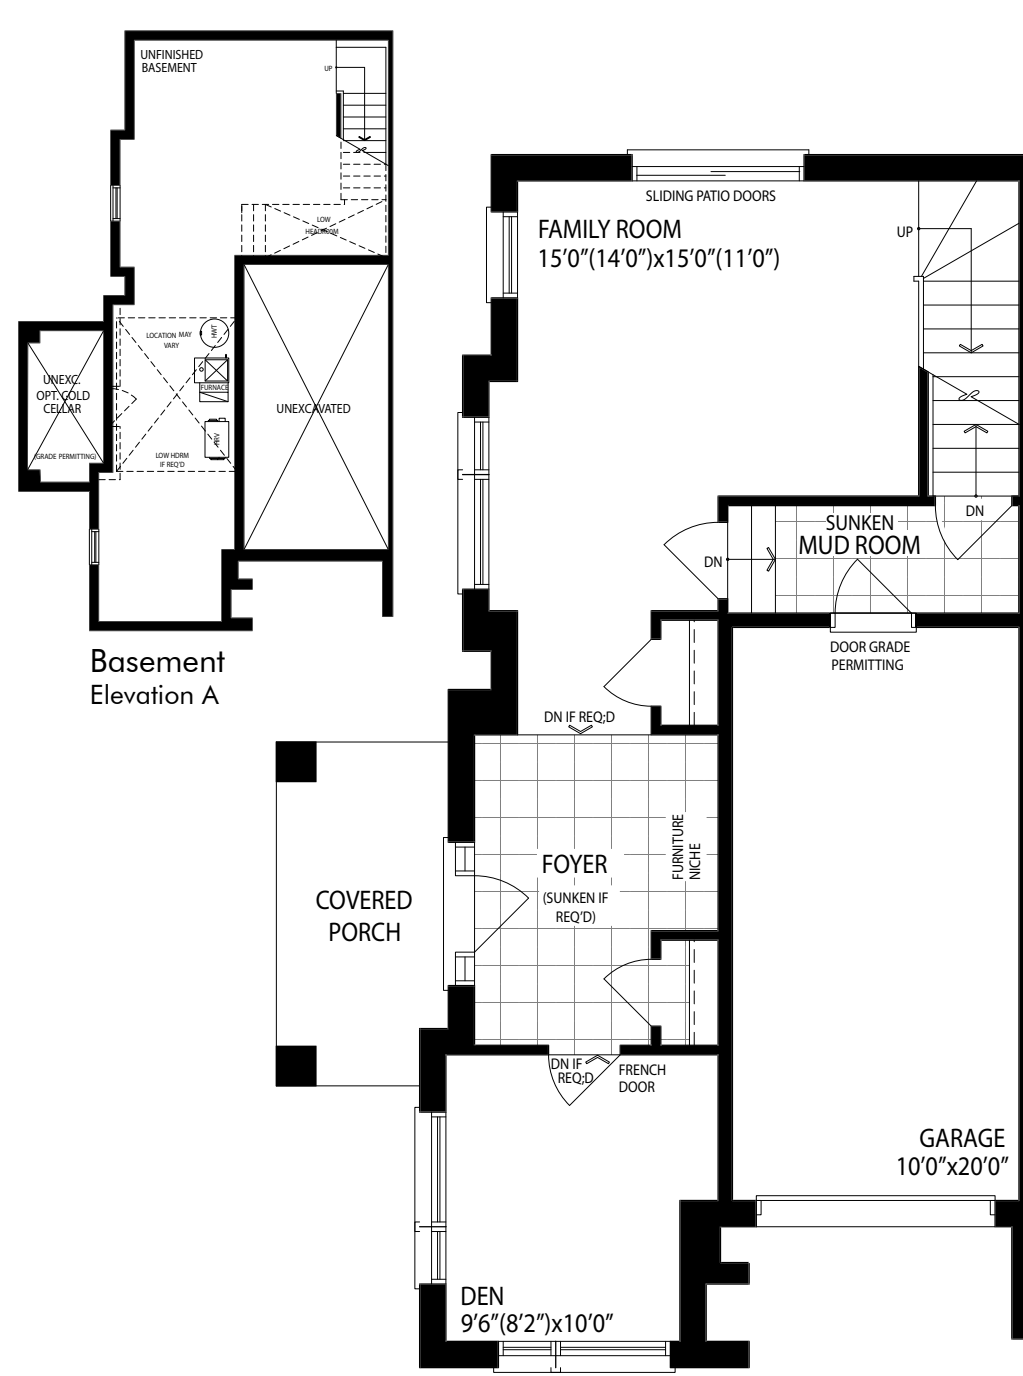 UNFINISHED
BASEMENT
UP
LOW
HEADROOM
LOCATION MAY
VARY
HWT
FURNACE
HRV
LOW HDRM
IF REQ'D
UNEXC.
OPT. COLD
CELLAR
(GRADE PERMITTING)
UNEXCAVATED
Basement
Elevation A
SLIDING PATIO DOORS
FAMILY ROOM
15'0"(14'0")x15'0"(11'0")
UP
DN
SUNKEN
MUD ROOM
DN
DOOR GRADE
PERMITTING
DN IF REQ;D
FOYER
(SUNKEN IF
REQ'D)
FURNITURE
NICHE
COVERED
PORCH
DN IF
REQ;D
FRENCH
DOOR
GARAGE
10'0"x20'0"
DEN
9'6"(8'2")x10'0"